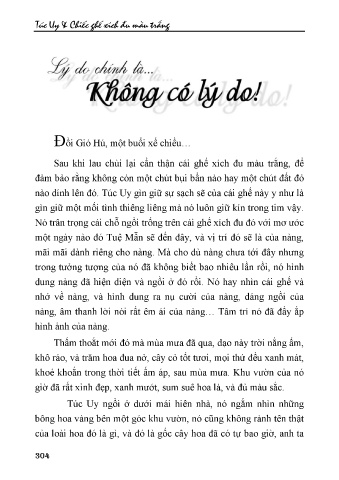 Túc Uy & Chiếc ghế xích đu màu trắng
Lý do chính là...
Không có lý do!
Đồi Gió Hú, một buổi xế chiều…
Sau khi lau chùi lại cẩn thận cái ghế xích đu màu trắng, để
đảm bảo rằng không còn một chút bụi bẩn nào hay một chút đất đỏ
nào dính lên đó. Túc Uy gìn giữ sự sạch sẽ của cái ghế này y như là
gìn giữ một mối tình thiêng liêng mà nó luôn giữ kín trong tim vậy.
Nó trân trọng cái chỗ ngồi trống trên cái ghế xích đu đó với mơ ước
một ngày nào đó Tuệ Mẫn sẽ đến đây, và vị trí đó sẽ là của nàng,
mãi mãi dành riêng cho nàng. Mà cho dù nàng chưa tới đây nhưng
trong tưởng tượng của nó đã không biết bao nhiêu lần rồi, nó hình
dung nàng đã hiện diện và ngồi ở đó rồi. Nó hay nhìn cái ghế và
nhớ về nàng, và hình dung ra nụ cười của nàng, dáng ngồi của
nàng, âm thanh lời nói rất êm ái của nàng… Tâm trí nó đã đầy ắp
hình ảnh của nàng.
Thấm thoắt mới đó mà mùa mưa đã qua, dạo này trời nắng ấm,
khô ráo, và trăm hoa đua nở, cây cỏ tốt tươi, mọi thứ đều xanh mát,
khoẻ khoắn trong thời tiết ấm áp, sau mùa mưa. Khu vườn của nó
giờ đã rất xinh đẹp, xanh mướt, sum suê hoa lá, và đủ màu sắc.
Túc Uy ngồi ở dưới mái hiên nhà, nó ngắm nhìn những
bông hoa vàng bên một góc khu vườn, nó cũng không rành tên thật
của loài hoa đó là gì, và đó là gốc cây hoa đã có tự bao giờ, anh ta
304